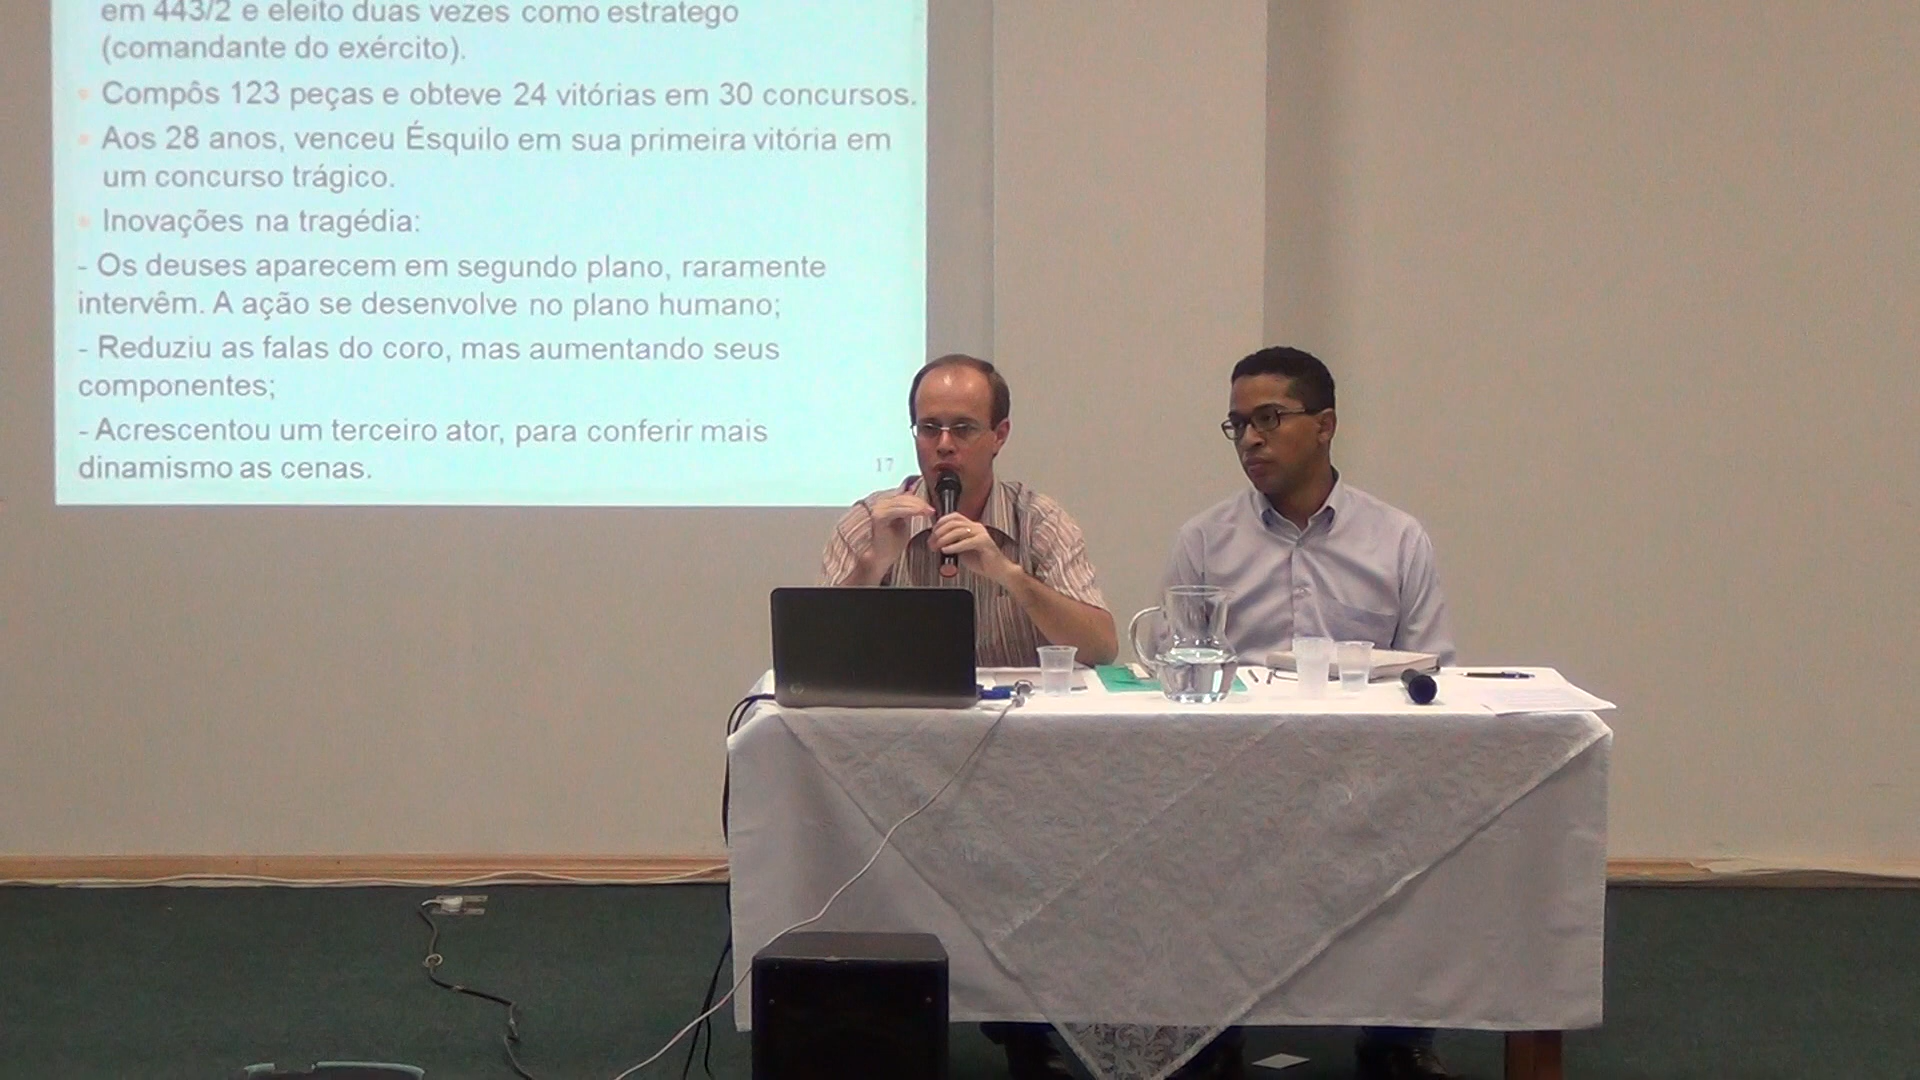 em 443/2 e eleito duas vezes como estratego
(comandante do exército).
Compôs 123 peças e obteve 24 vitórias em 30 concursos.
Aos 28 anos, venceu Ésquilo em sua primeira vitória em
um concurso trágico.
Inovações na tragédia:
- Os deuses aparecem em segundo plano, raramente
intervêm. A ação se desenvolve no plano humano;
- Reduziu as falas do coro, mas aumentando seus
componentes;
- Acrescentou um terceiro ator, para conferir mais
dinamismo as cenas.
17